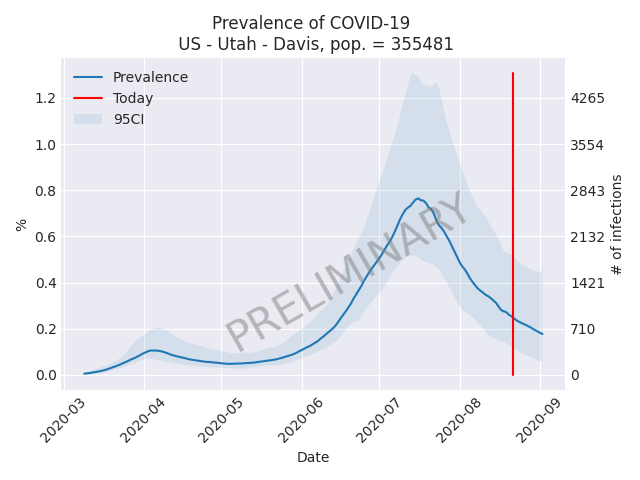 Prevalence of COVID-19
US - Utah - Davis, pop. = 355481
Prevalence
Today
95CI
1.2
1.0
0.8
0.6
0.4
0.2
0.0
%
4265
3554
2843
2132
1421
710
0
# of infections
PRELIMINARY
2020-03
2020-04
2020-05
2020-06
2020-07
2020-08
2020-09
Date